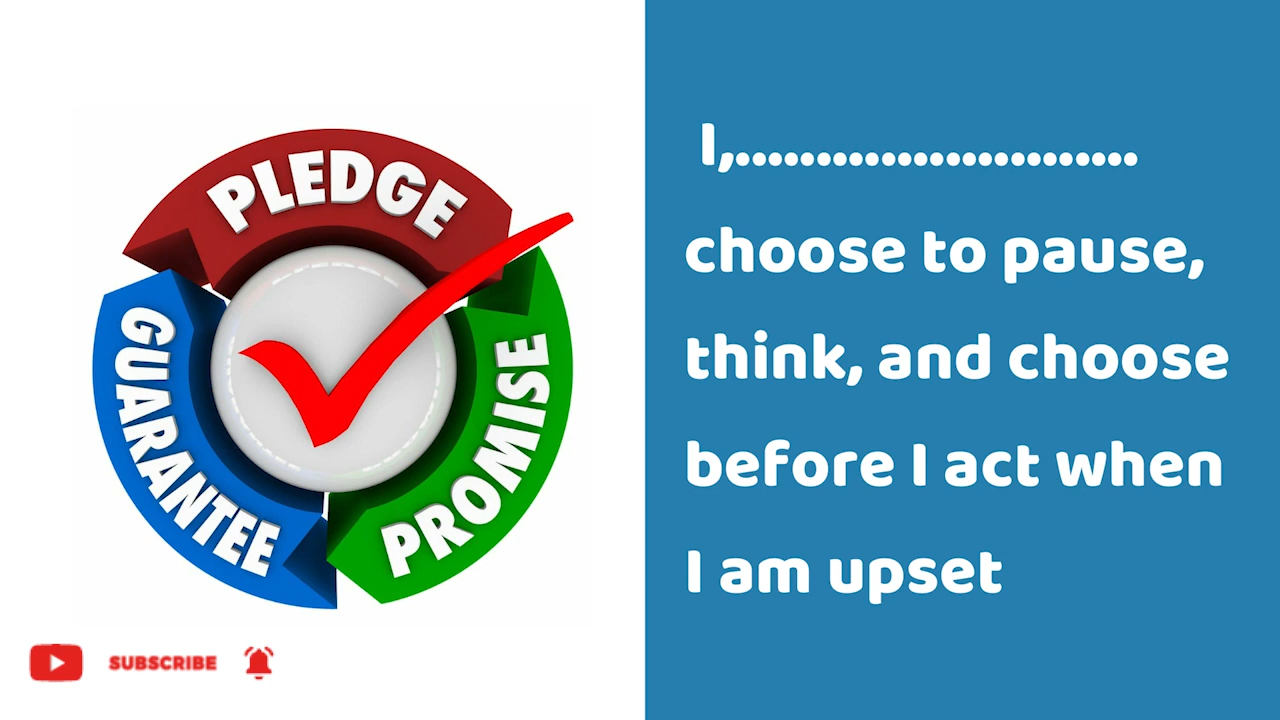 PLEDGE
GUARANTEE
PROMISE
SUBSCRIBE
I,.........................
choose to pause,
think, and choose
before I act when
I am upset